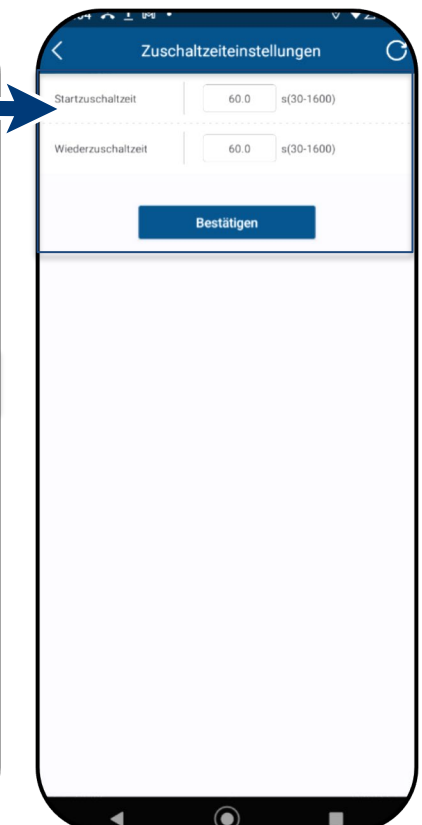 Zuschaltzeiteinstellungen
Startzuschaltzeit 60.0 s(30-1600)
Wiederzuschaltzeit 60.0 s(30-1600)
Bestätigen